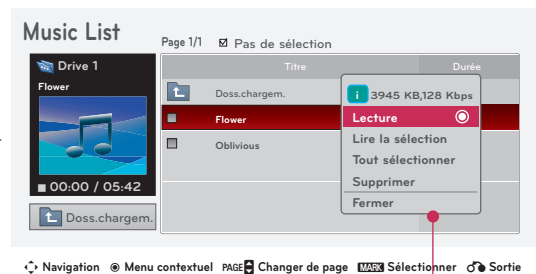 Music List
Page 1/1 Pas de sélection
Drive 1
Flower
00:00 / 05:42
Doss.chargem.
Titre Durée
Doss.chargem.
Flower
Oblivious
i 3945 KB,128 Kbps
Lecture
Lire la sélection
Tout sélectionner
Supprimer
Fermer
Navigation Menu contextuel PAGE Changer de page MARK Sélectionner Sortie